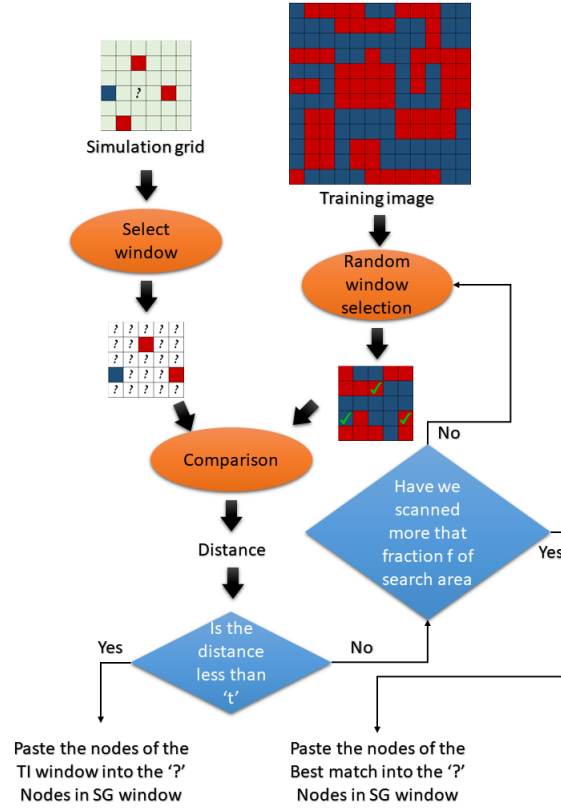 ?
Simulation grid
Training image
Select
window
Random
window
selection
? ? ? ? ?
? ? ? ?
? ? ? ? ?
? ? ?
? ? ? ? ?
No
Comparison
Have we
scanned
more that
fraction f of
search area
Yes
Distance
Yes
Is the
distance
less than
‘t’
No
Paste the nodes of the
TI window into the ‘?’
Nodes in SG window
Paste the nodes of the
Best match into the ‘?’
Nodes in SG window